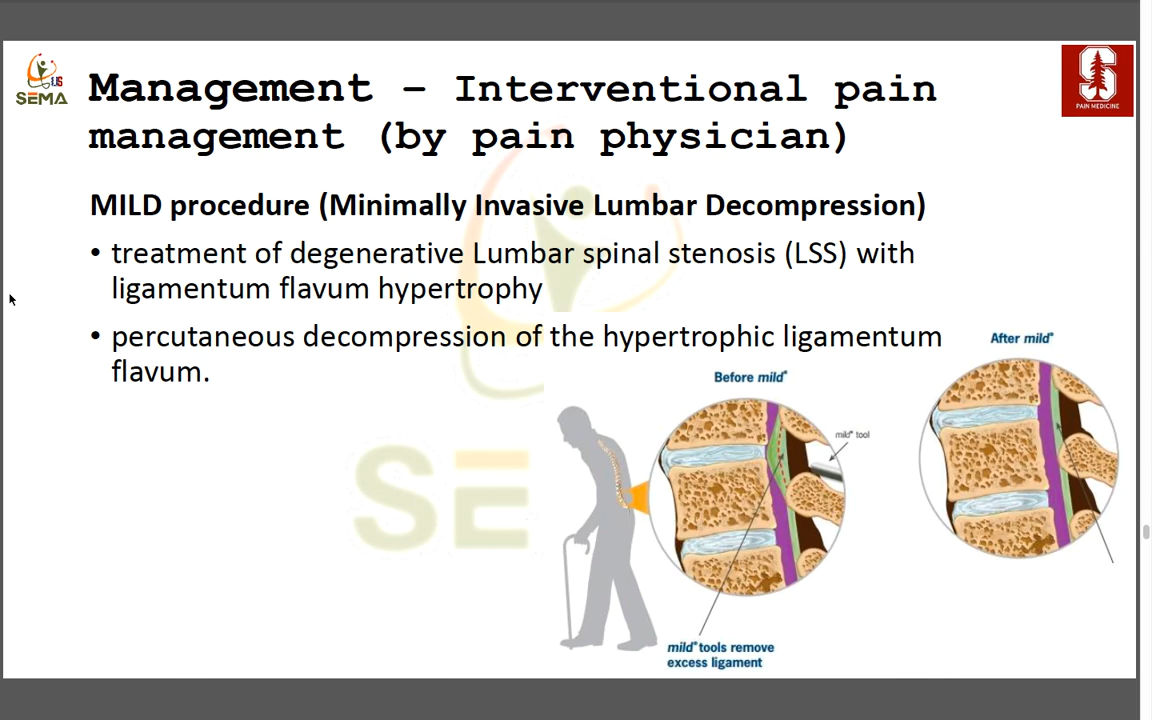 US
SEMA
Management – Interventional pain
management (by pain physician)
S
PAIN MEDICINE
MILD procedure (Minimally Invasive Lumbar Decompression)
• treatment of degenerative Lumbar spinal stenosis (LSS) with
ligamentum flavum hypertrophy
• percutaneous decompression of the hypertrophic ligamentum
flavum.
Before mild®
After mild®
mild® tool
mild® tools remove
excess ligament
SE